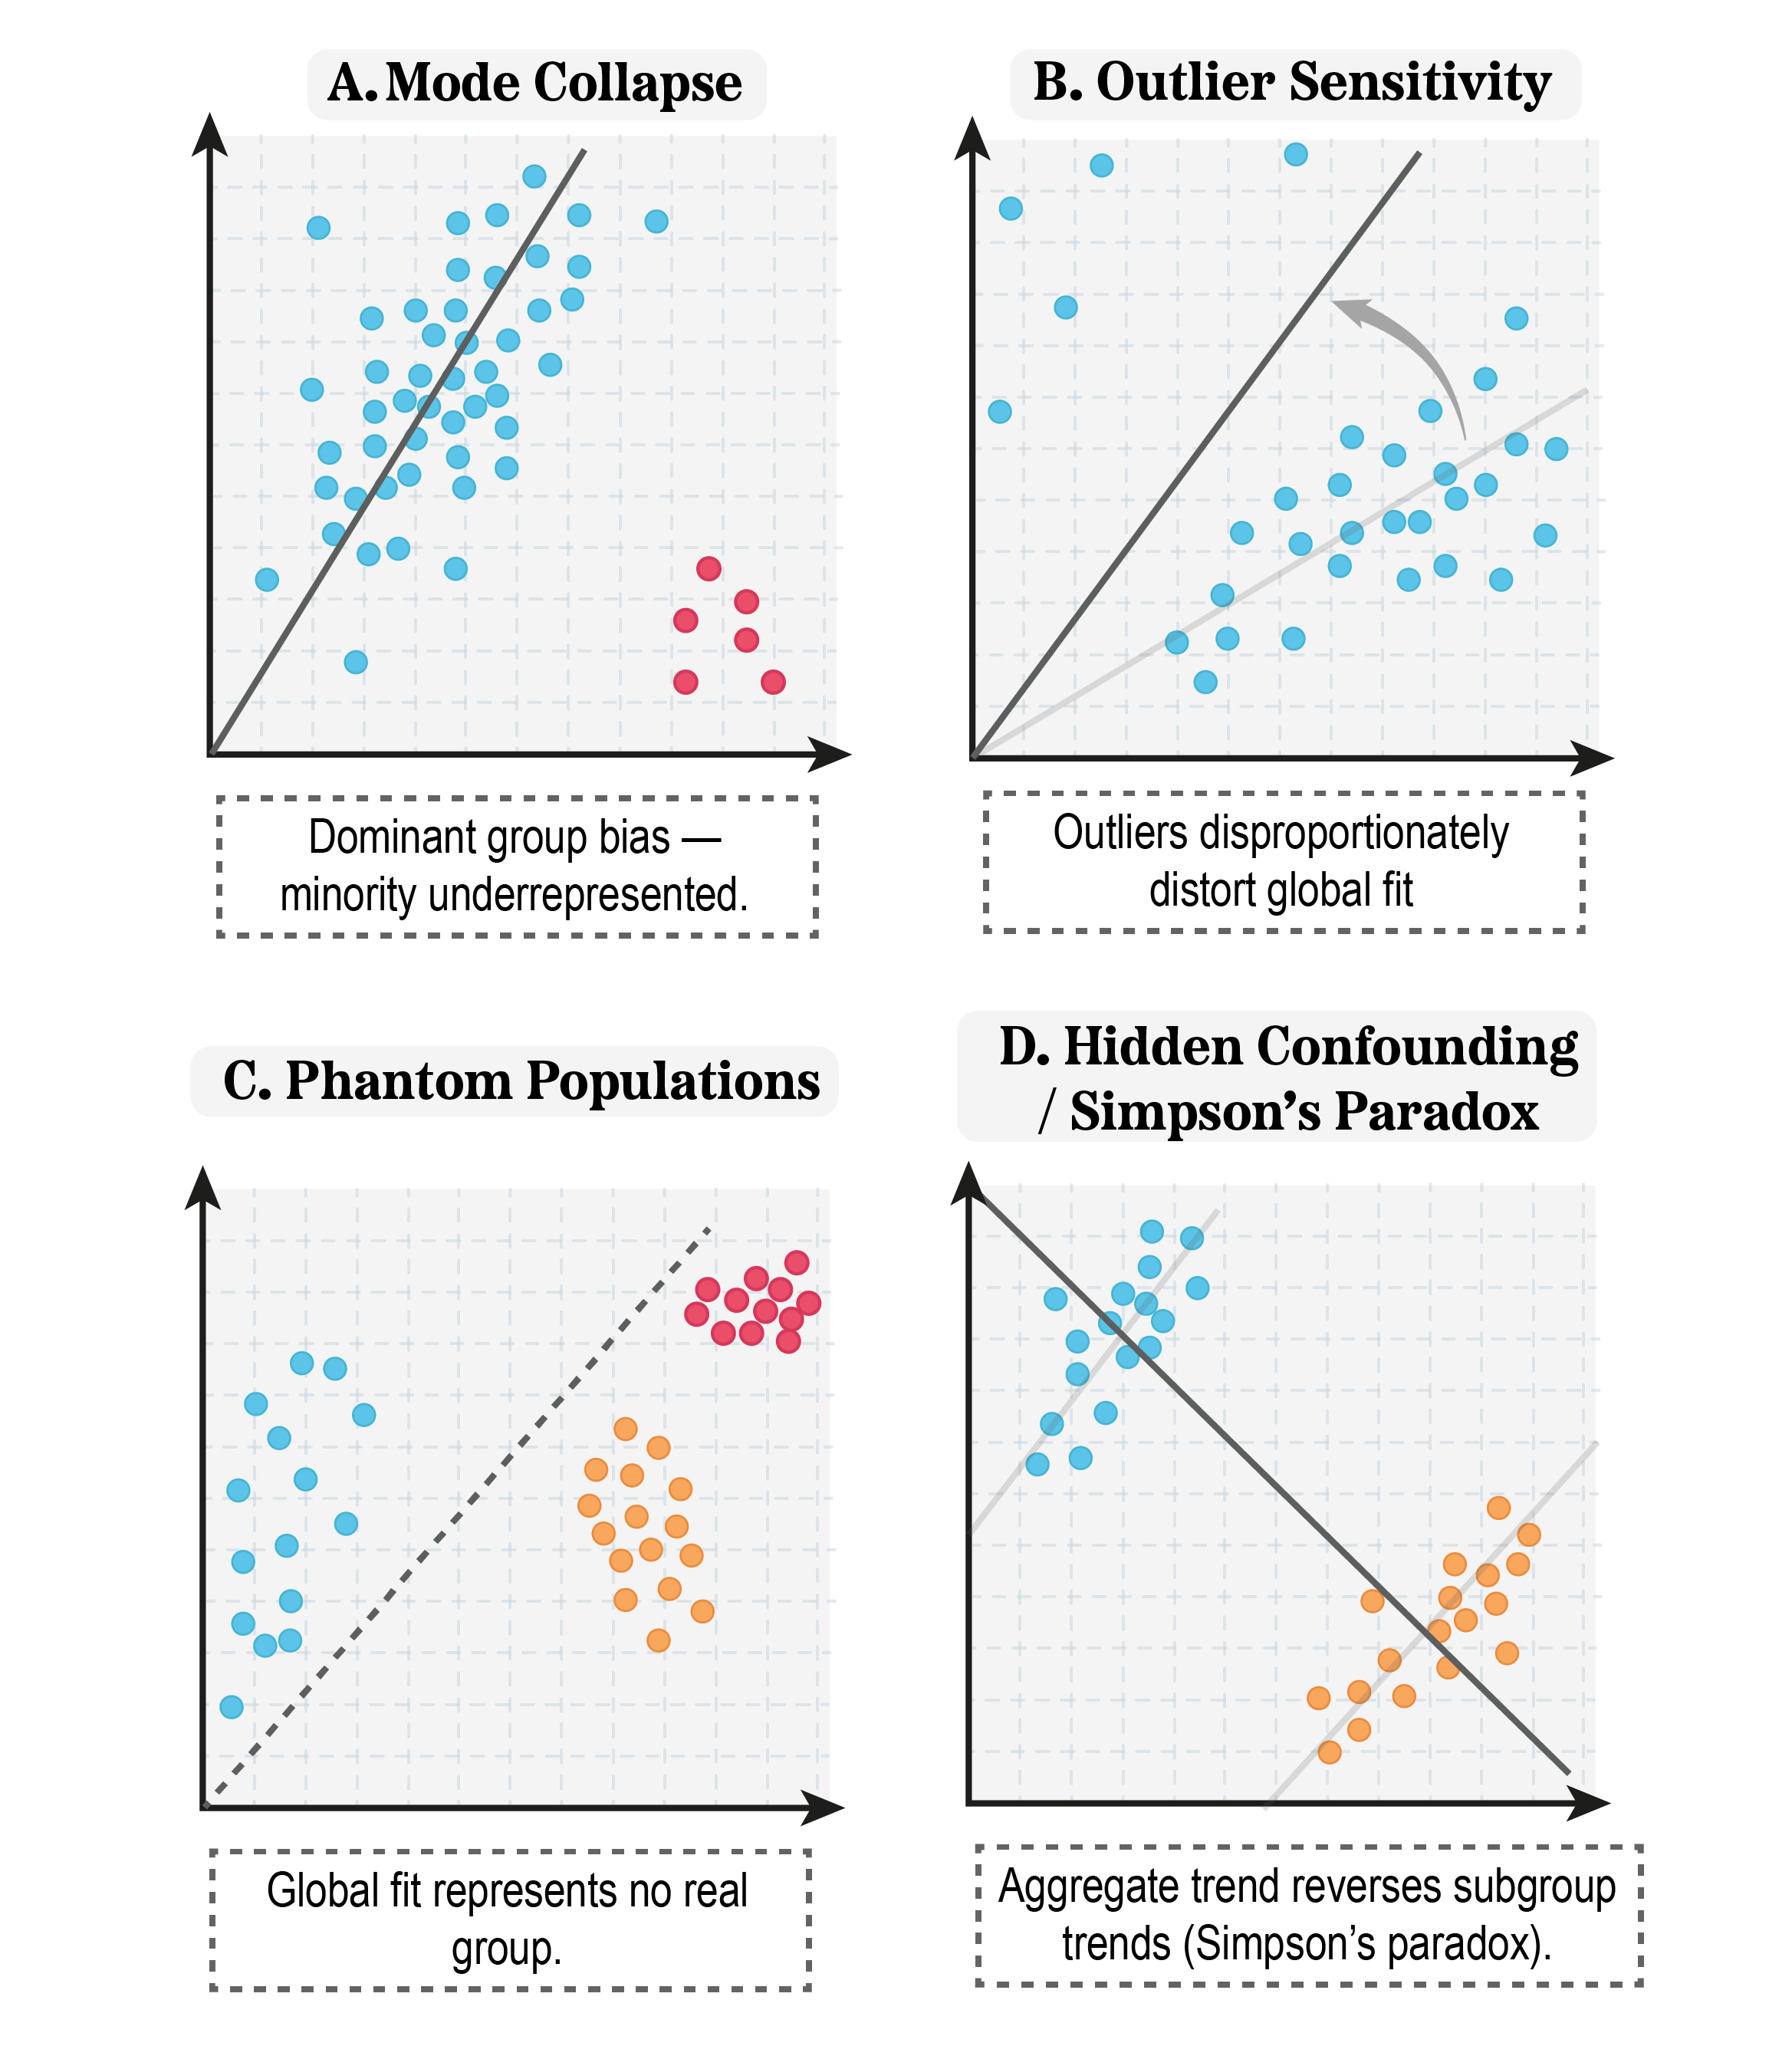 A. Mode Collapse
B. Outlier Sensitivity
Dominant group bias —
minority underrepresented.
Outliers disproportionately
distort global fit
C. Phantom Populations
D. Hidden Confounding
/ Simpson’s Paradox
Global fit represents no real
group.
Aggregate trend reverses subgroup
trends (Simpson’s paradox).